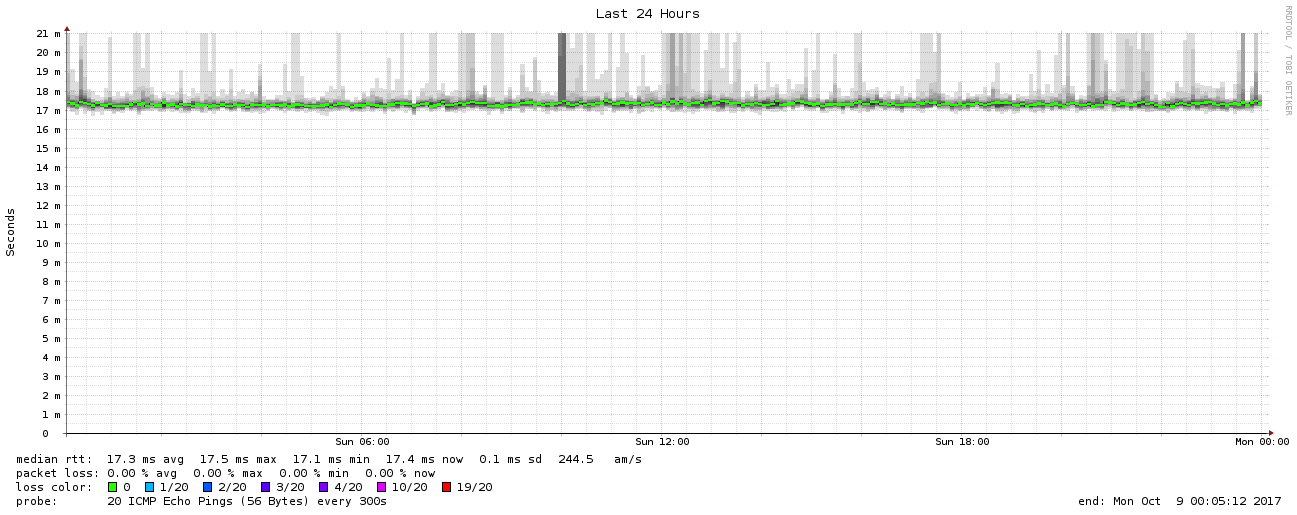 Last 24 Hours
RRDTOOL / TOBI OETIKER
21 m
20 m
19 m
18 m
17 m
16 m
15 m
14 m
13 m
12 m
11 m
10 m
9 m
8 m
7 m
6 m
5 m
4 m
3 m
2 m
1 m
0
Seconds
Sun 06:00 Sun 12:00 Sun 18:00 Mon 00:00
median rtt: 17.3 ms avg 17.5 ms max 17.1 ms min 17.4 ms now 0.1 ms sd 244.5 am/s
packet loss: 0.00 % avg 0.00 % max 0.00 % min 0.00 % now
loss color: 0 1/20 2/20 3/20 4/20 10/20 19/20
probe: 20 ICMP Echo Pings (56 Bytes) every 300s end: Mon Oct 9 00:05:12 2017